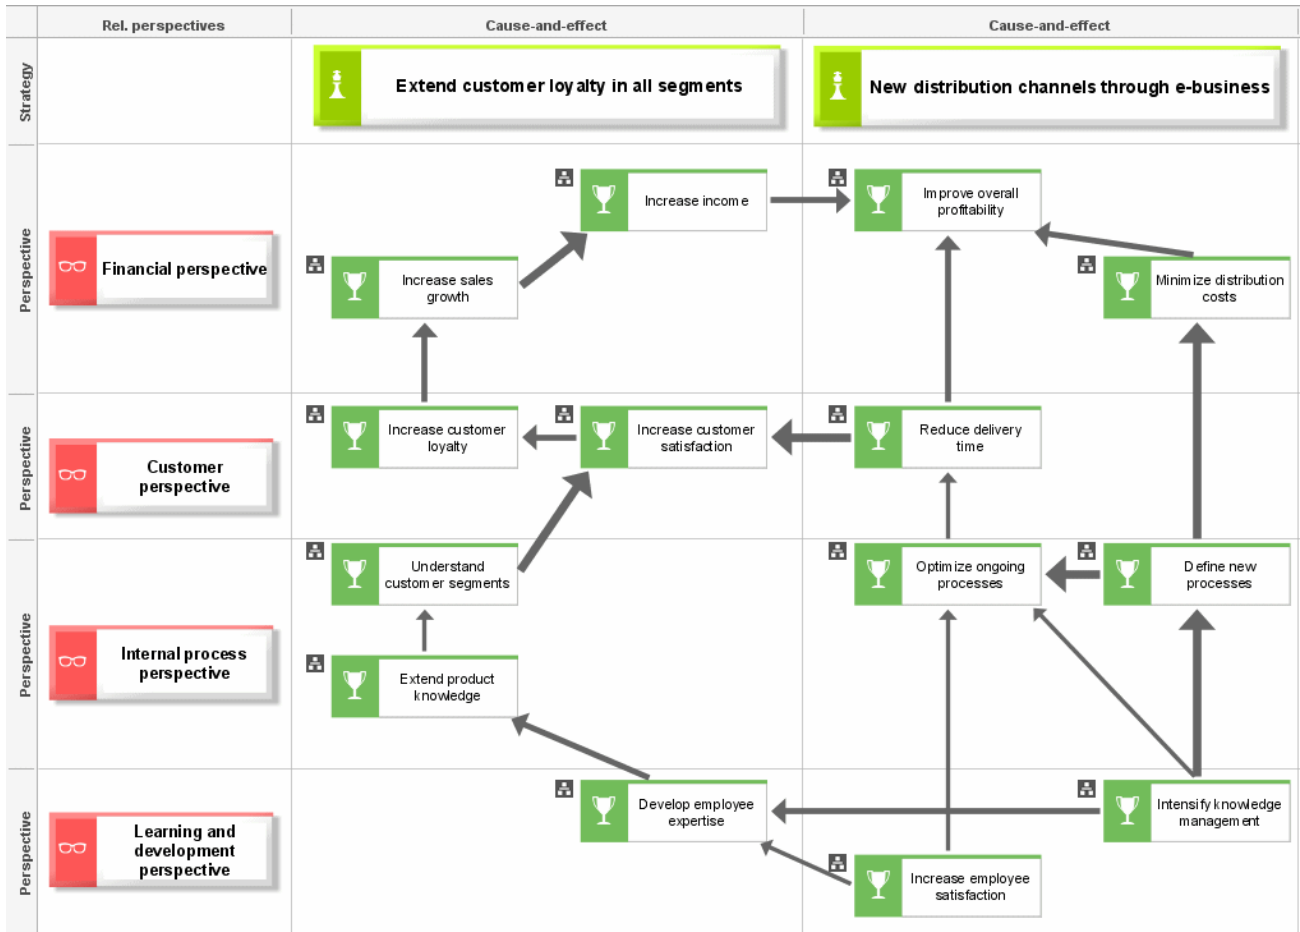 Rel. perspectives
Cause-and-effect
Cause-and-effect
Strategy
Extend customer loyalty in all segments
New distribution channels through e-business
Perspective
Financial perspective
Increase income
Improve overall
profitability
Increase sales
growth
Minimize distribution
costs
Perspective
Customer
perspective
Increase customer
loyalty
Increase customer
satisfaction
Reduce delivery
time
Perspective
Internal process
perspective
Understand
customer segments
Optimize ongoing
processes
Define new
processes
Extend product
knowledge
Perspective
Learning and
development
perspective
Develop employee
expertise
Intensify knowledge
management
Increase employee
satisfaction